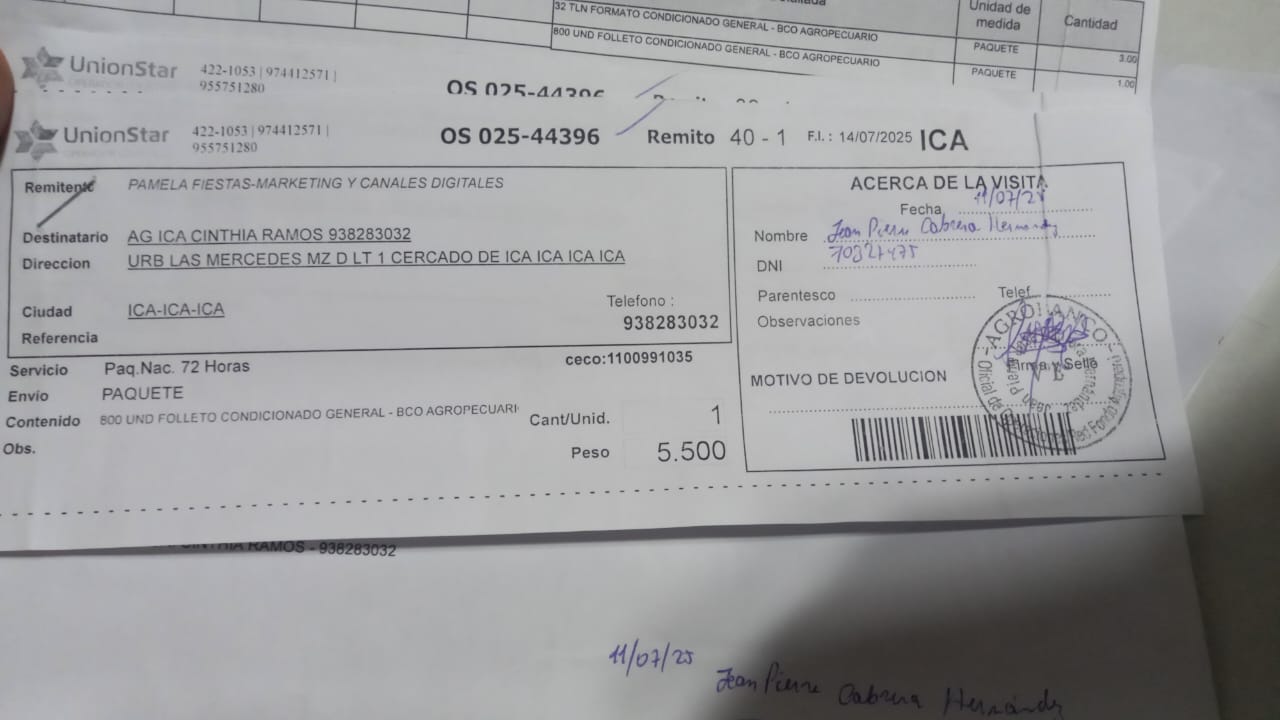 Unidad de medida
Cantidad
32 TLN FORMATO CONDICIONADO GENERAL - BCO AGROPECUARIO
PAQUETE
3.00
800 UND FOLLETO CONDICIONADO GENERAL - BCO AGROPECUARIO
PAQUETE
1.00
UnionStar
422-1053 | 974412571 |
955751280
OS 025-44396
UnionStar
422-1053 | 974412571 |
955751280
OS 025-44396
Remito 40 - 1
F.I. : 14/07/2025
ICA
Remitente PAMELA FIESTAS-MARKETING Y CANALES DIGITALES
Destinatario AG ICA CINTHIA RAMOS 938283032
Direccion URB LAS MERCEDES MZ D LT 1 CERCADO DE ICA ICA ICA ICA
Ciudad ICA-ICA-ICA
Telefono :
938283032
Referencia
Servicio Paq.Nac. 72 Horas
ceco:1100991035
Envio PAQUETE
Contenido 800 UND FOLLETO CONDICIONADO GENERAL - BCO AGROPECUARI
Cant/Unid. 1
Obs.
Peso 5.500
ACERCA DE LA VISITA
Fecha 11/07/25
Nombre Jean Pierre Cabrera Hernandez
DNI
Parentesco
Telef
Observaciones
AGROBANCO
Firma y Sello
MOTIVO DE DEVOLUCION
CINTHIA RAMOS - 938283032
11/07/25
Jean Pierre Cabrera Hernández